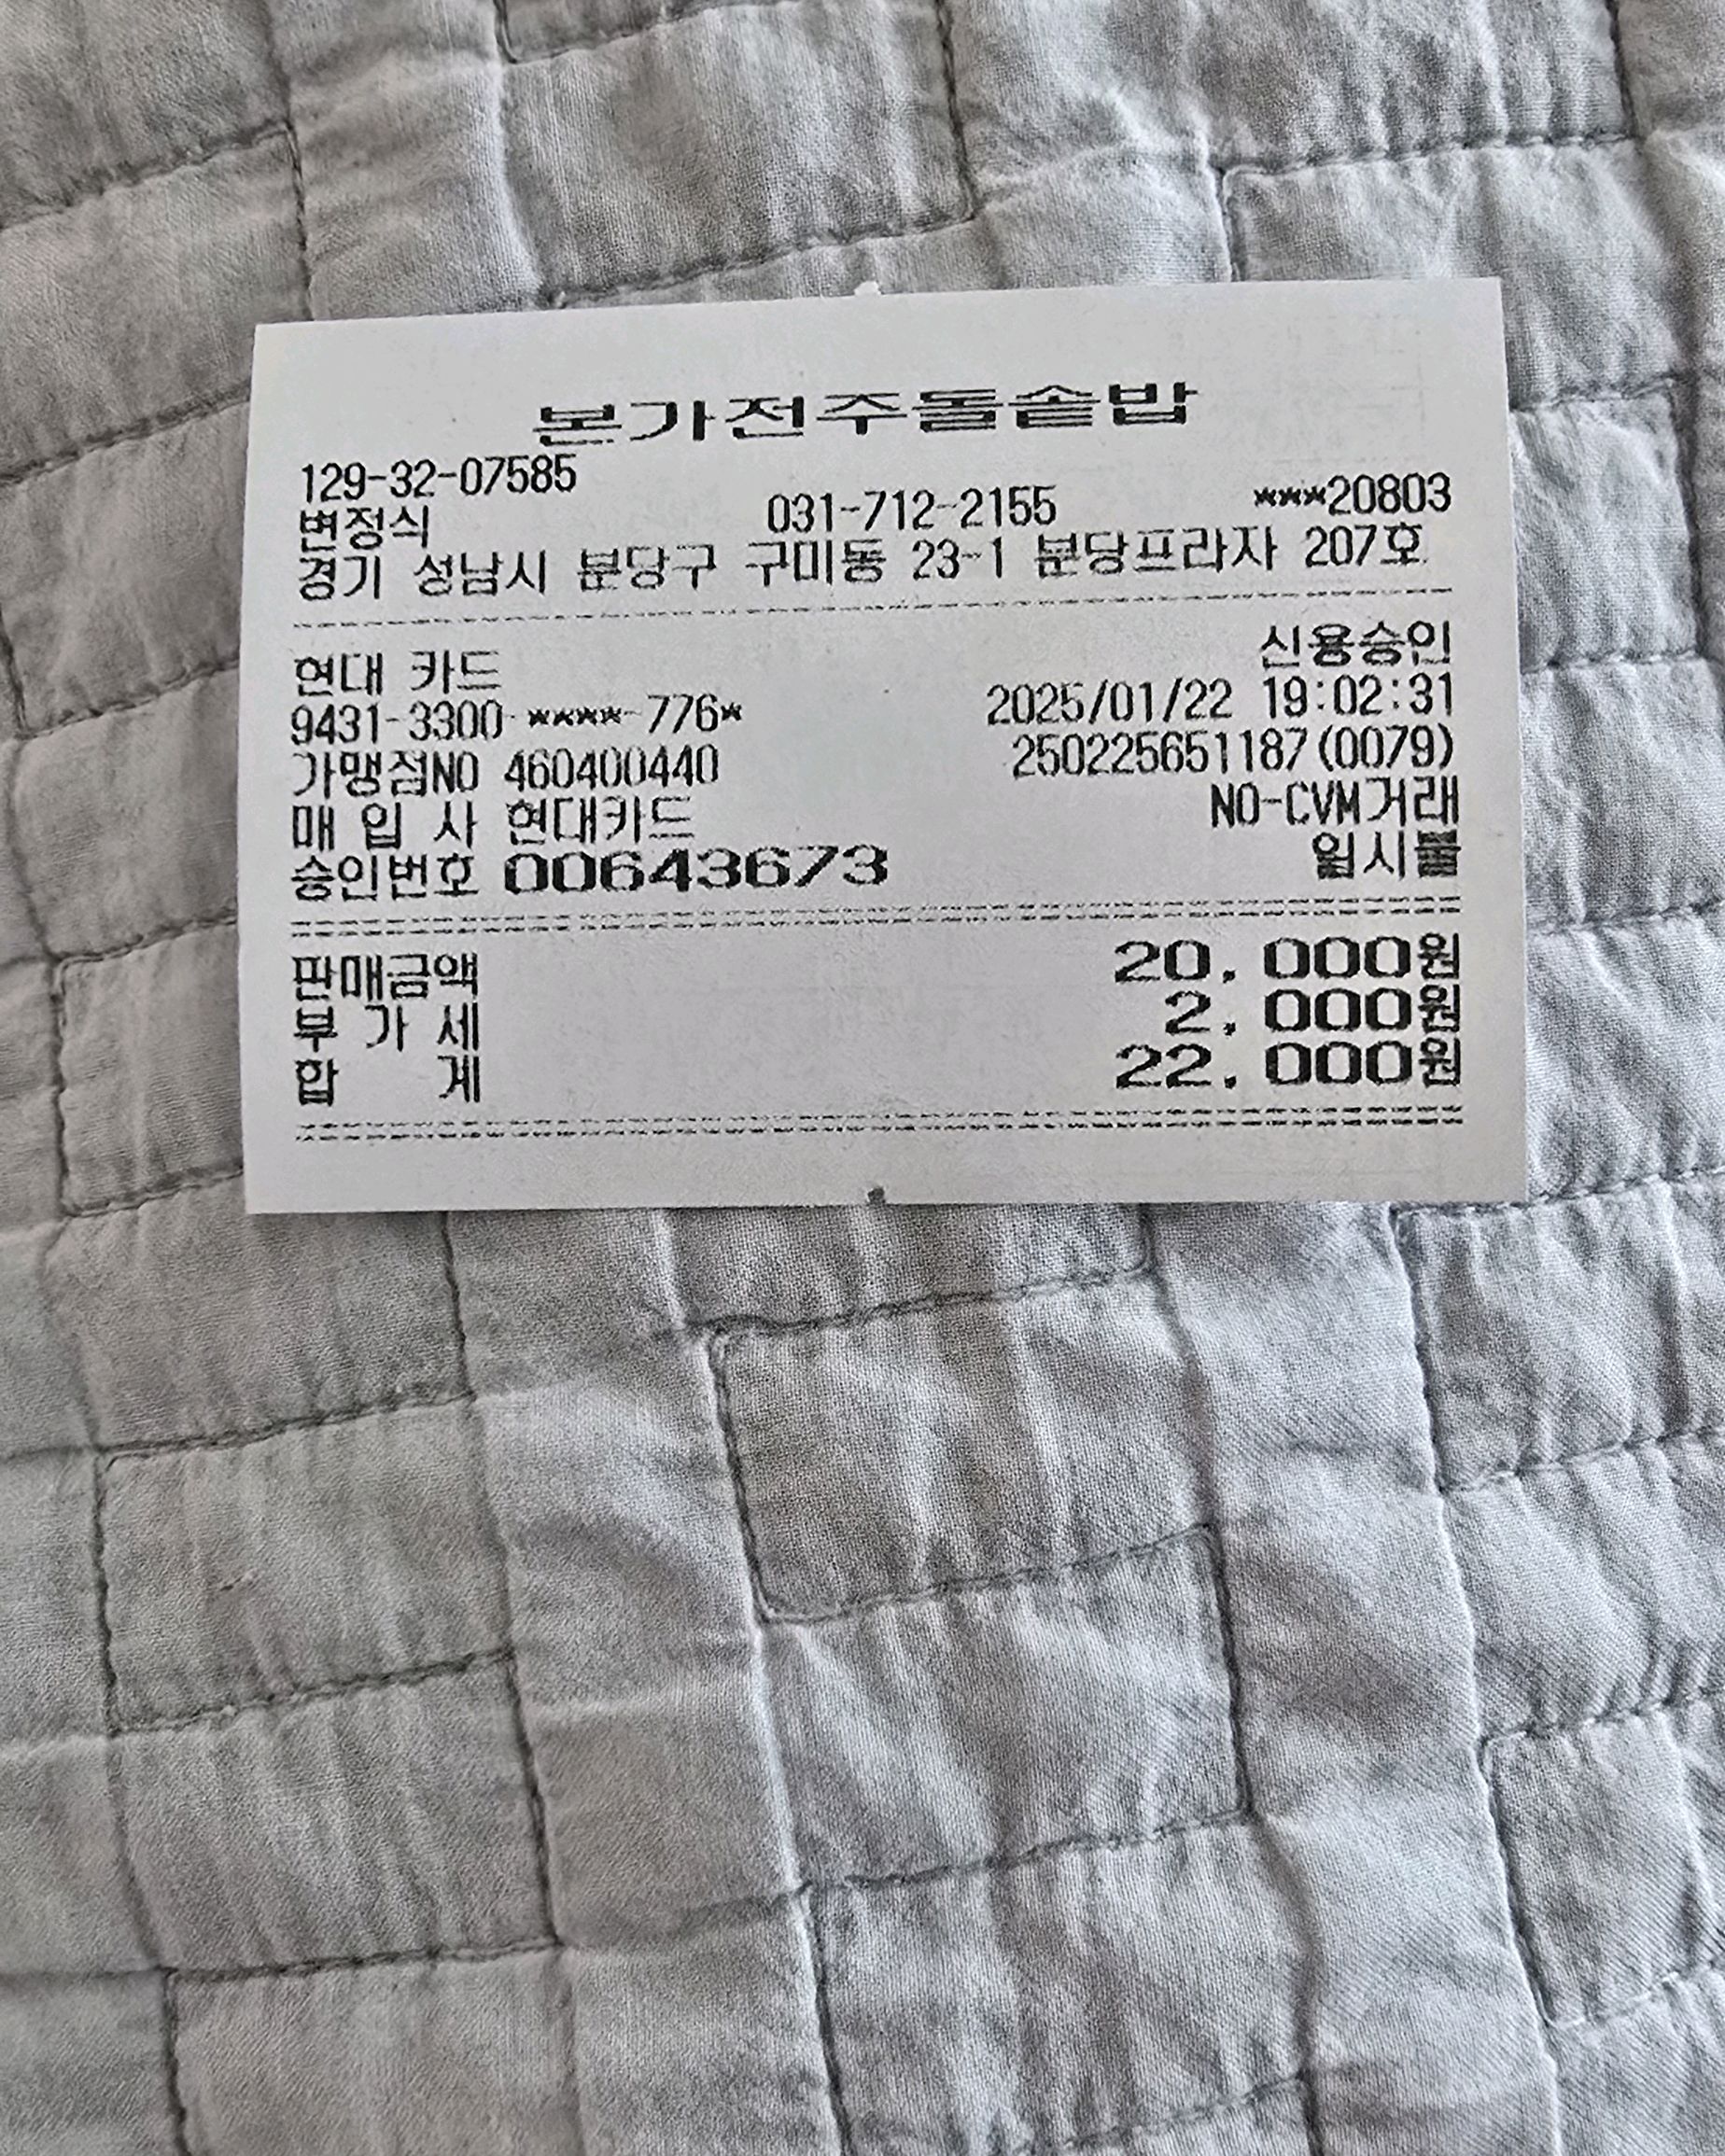 본가전주돌솥밥
129-32-07585
변정식 031-712-2155 ***20803
경기 성남시 분당구 구미동 23-1 분당프라자 207호
신용승인
현대 카드
9431-3300-****-776* 2025/01/22 19:02:31
가맹점NO 460400440 250225651187(0079)
매 입 사 현대카드 NO-CVM거래
승인번호 00643673 일시불
판매금액 20,000원
부 가 세 2,000원
합 계 22,000원